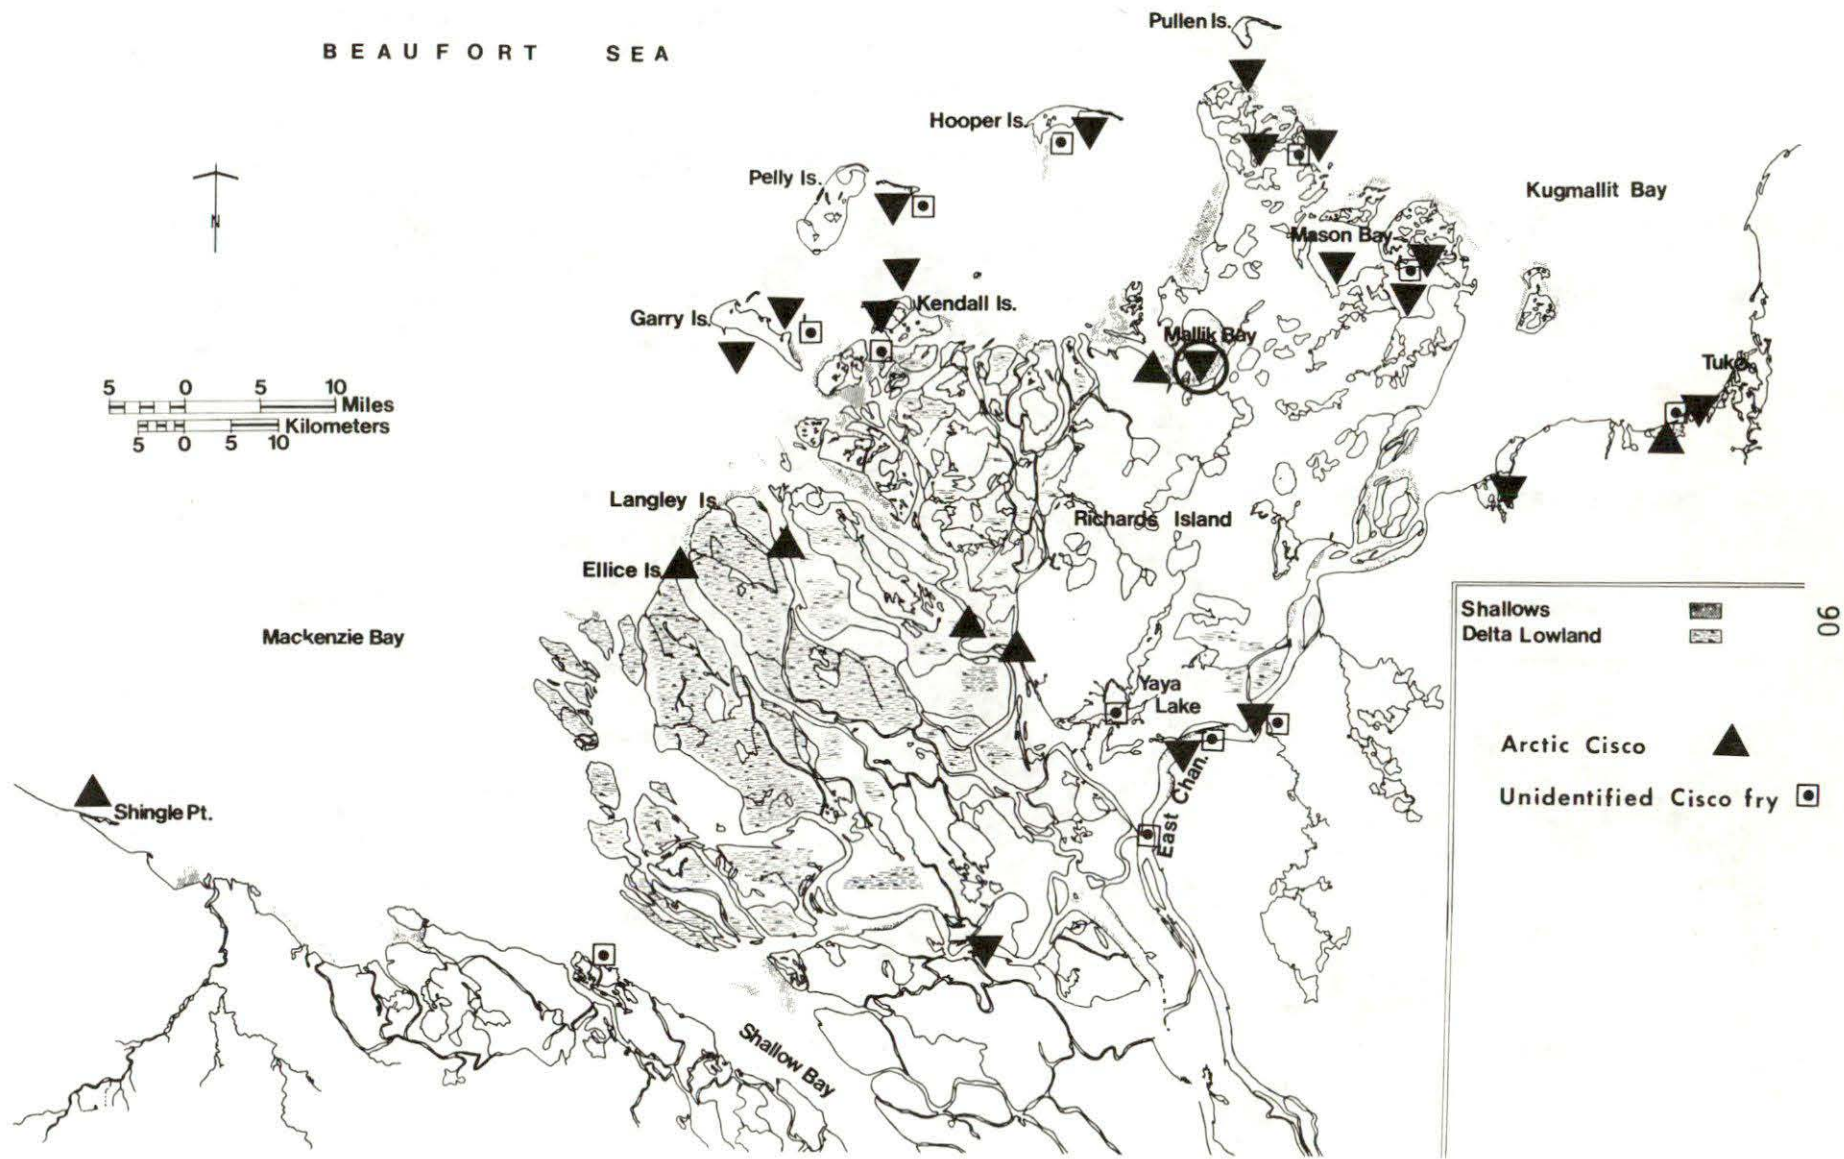 Pullen Is.
BEAUFORT SEA
Hooper Is.
Pelly Is.
Kugmallit Bay
N
Mason Bay
Kendall Is.
Garry Is.
Mallik Bay
Tuk.
5 0 5 10
Miles
Kilometers
5 0 5 10
Langley Is.
Richards Island
Ellice Is.
Shallows
Delta Lowland
90
Mackenzie Bay
Yaya
Lake
Arctic Cisco
East Chan.
Unidentified Cisco fry
Shingle Pt.
Shallow Bay